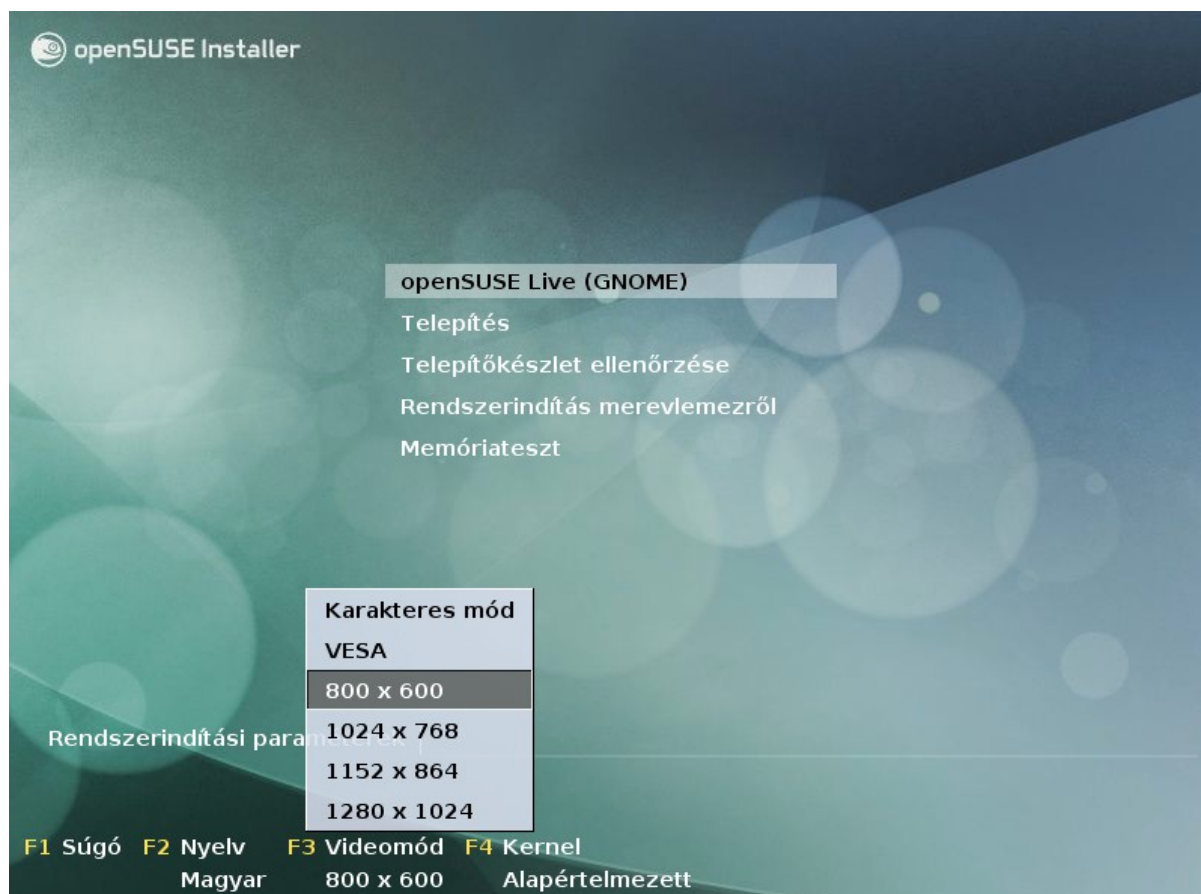 openSUSE Installer
openSUSE Live (GNOME)
Telepítés
Telepítőkészlet ellenőrzése
Rendszerindítás merevlemezről
Memóriateszt
Karakteres mód
VESA
800 x 600
1024 x 768
1152 x 864
1280 x 1024
Rendszerindítási paraméterek
F1 Súgó F2 Nyelv F3 Videomód F4 Kernel
Magyar 800 x 600 Alapértelmezett